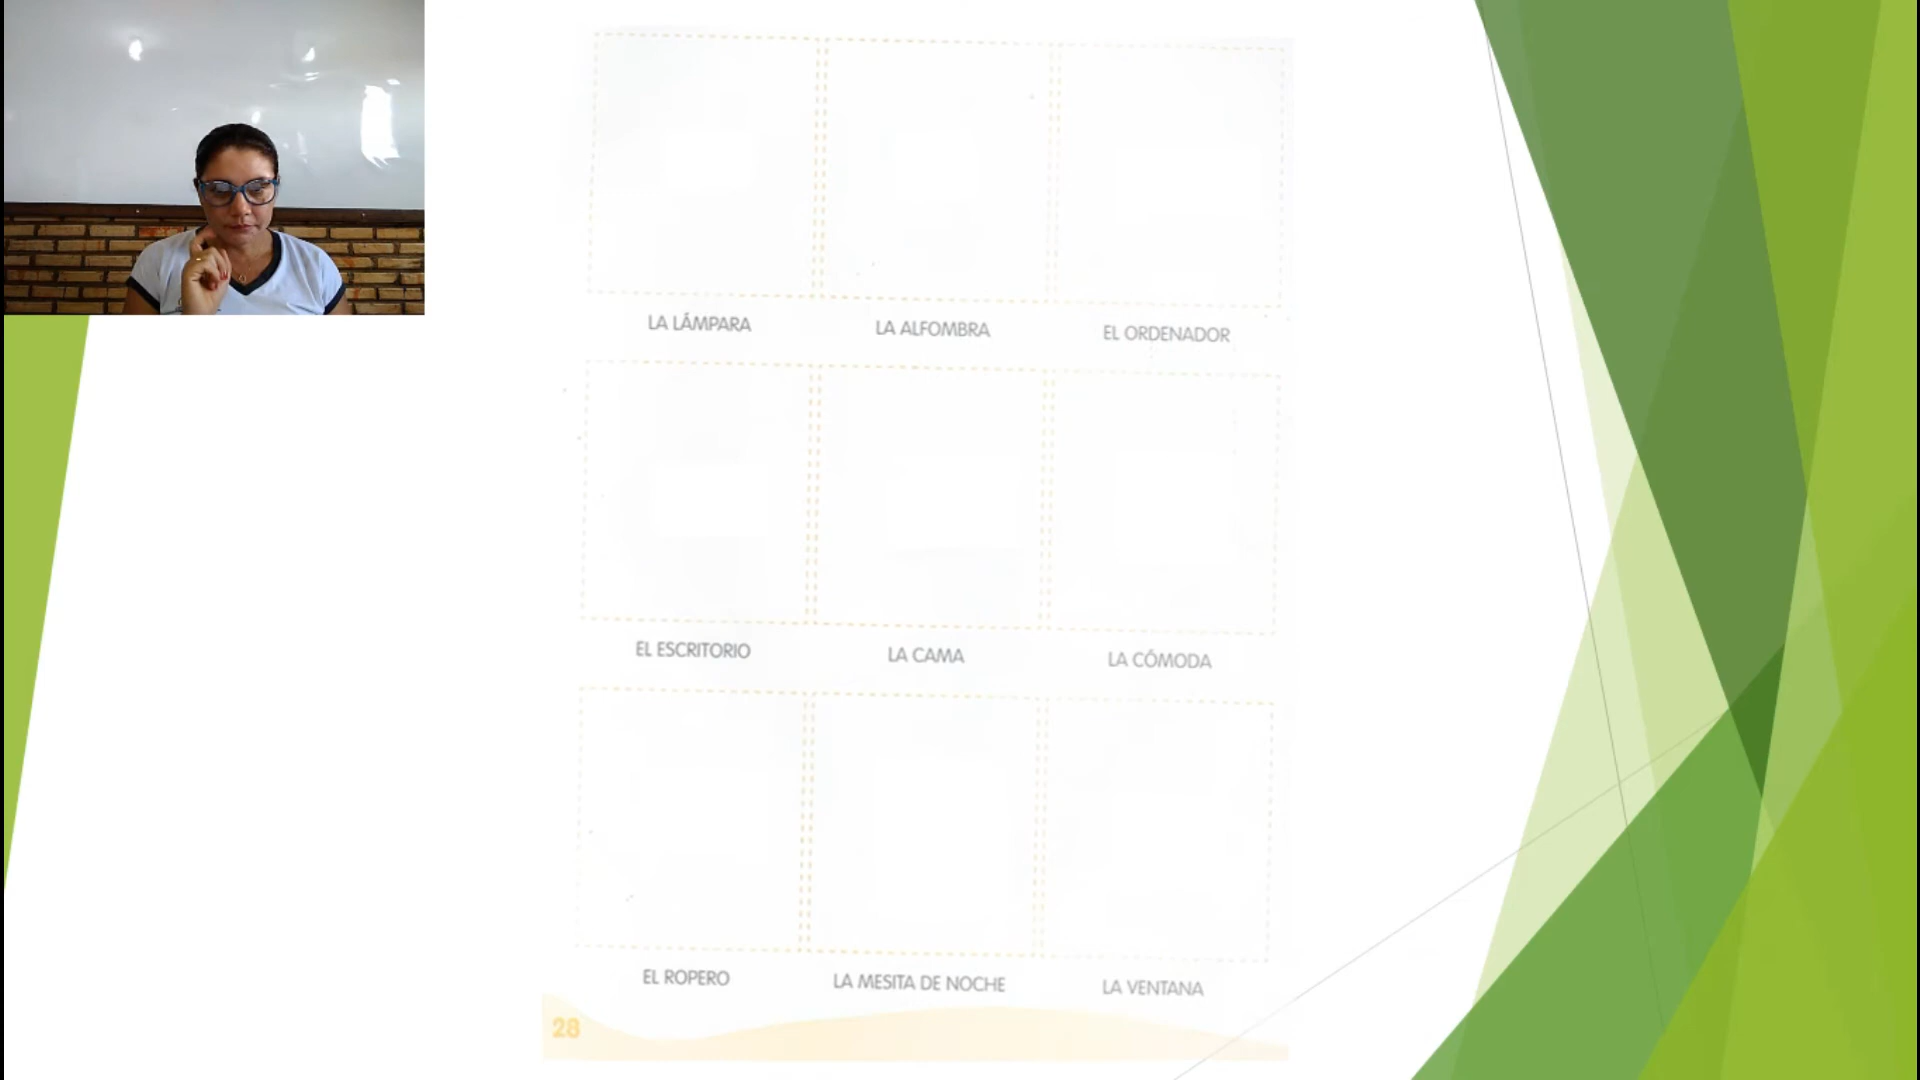 LA LÁMPARA LA ALFOMBRA EL ORDENADOR
EL ESCRITORIO LA CAMA LA CÓMODA
EL ROPERO LA MESITA DE NOCHE LA VENTANA
28